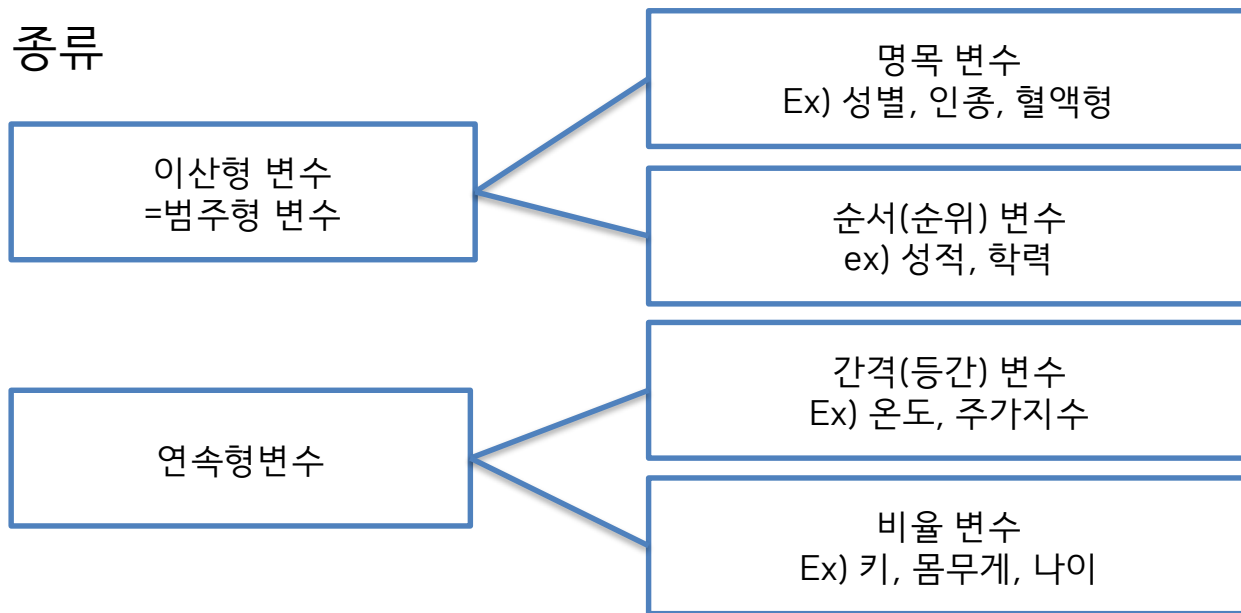 종류
이산형 변수
=범주형 변수
명목 변수
Ex) 성별, 인종, 혈액형
순서(순위) 변수
ex) 성적, 학력
연속형변수
간격(등간) 변수
Ex) 온도, 주가지수
비율 변수
Ex) 키, 몸무게, 나이